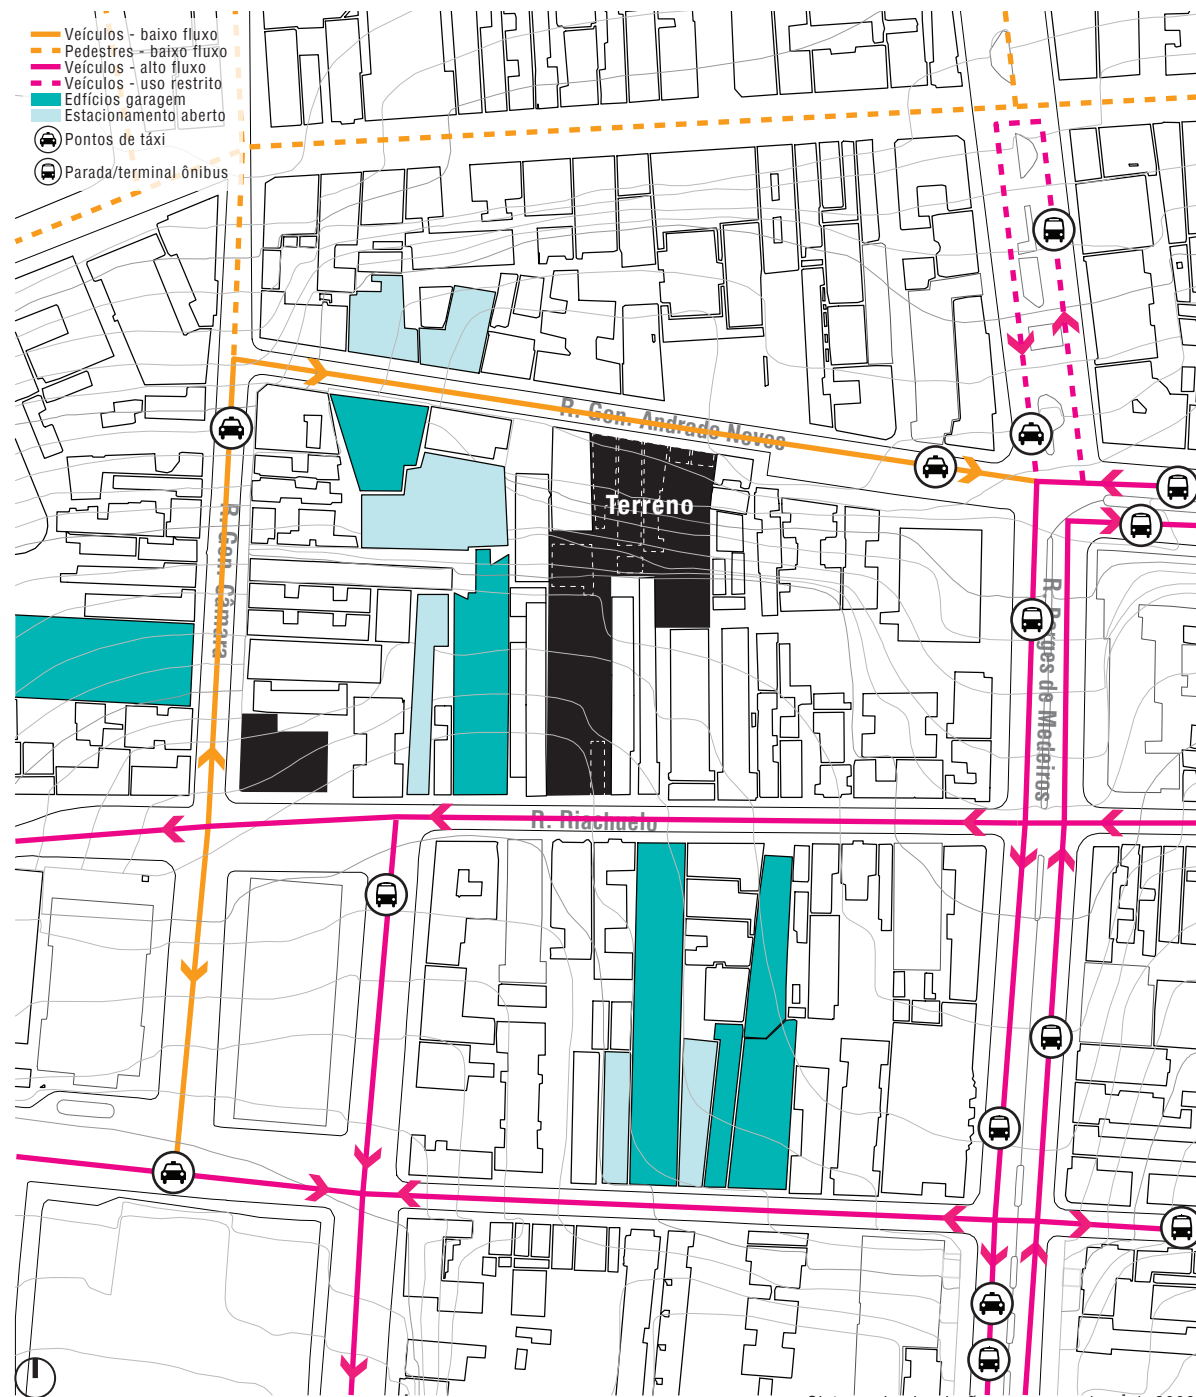 Veículos - baixo fluxo
Pedestres - baixo fluxo
Veículos - alto fluxo
Veículos - uso restrito
Edfícios garagem
Estacionamento aberto
Pontos de táxi
Parada/terminal ônibus
R. Gen. Andrade Neves
Terreno
R. Gen. Câmara
R. Borges de Medeiros
R. Riachuelo